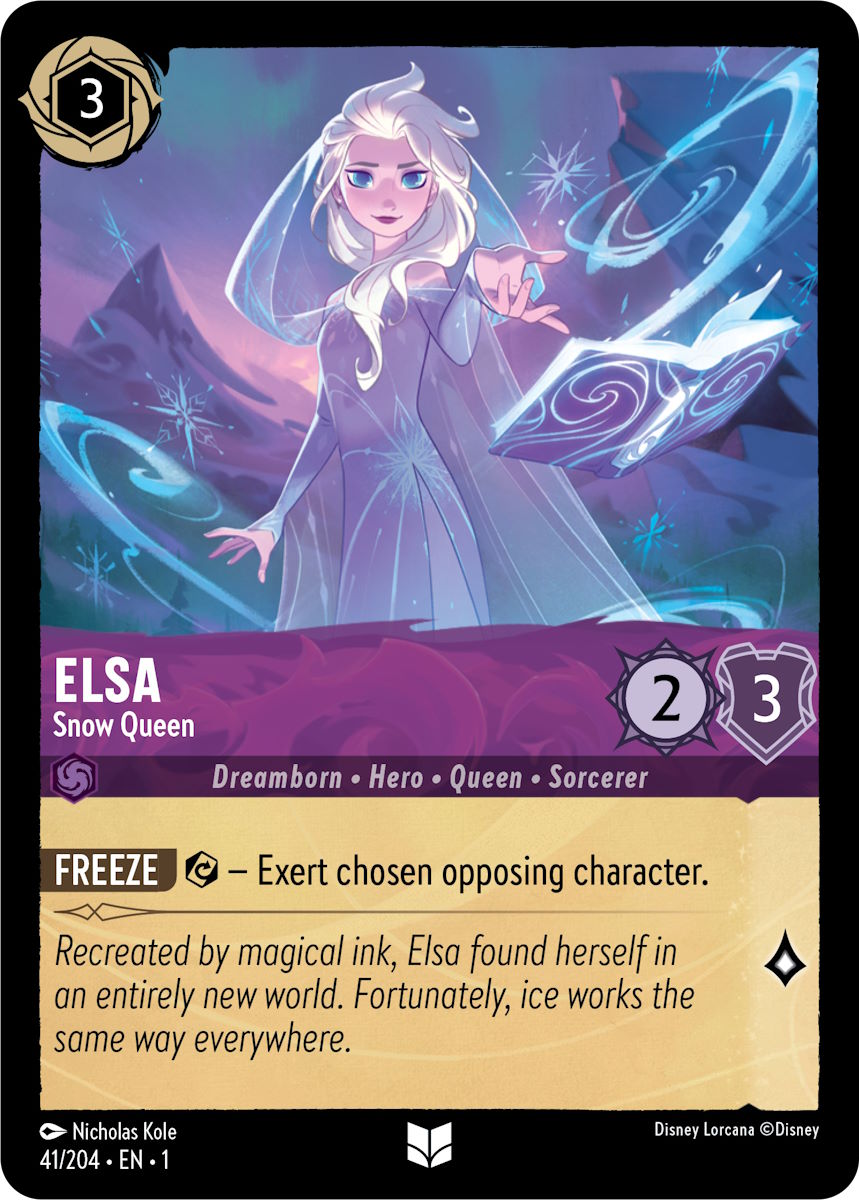 3
ELSA
Snow Queen
2
3
Dreamborn • Hero • Queen • Sorcerer
FREEZE – Exert chosen opposing character.
Recreated by magical ink, Elsa found herself in
an entirely new world. Fortunately, ice works the
same way everywhere.
Nicholas Kole
41/204 • EN • 1
Disney Lorcana ©Disney